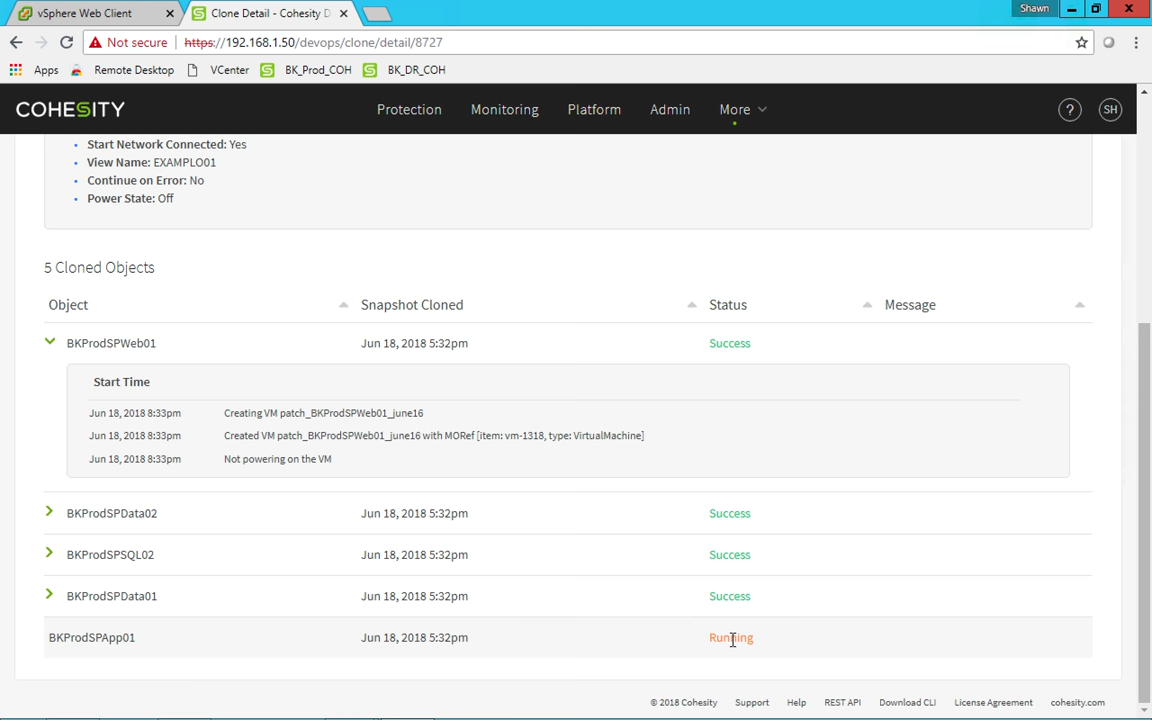 vSphere Web Client
Clone Detail - Cohesity D
Shawn
Not secure https://192.168.1.50/devops/clone/detail/8727
Apps Remote Desktop VCenter BK_Prod_COH BK_DR_COH
COHESITY Protection Monitoring Platform Admin More ? SH
Start Network Connected: Yes
View Name: EXAMPLO01
Continue on Error: No
Power State: Off
5 Cloned Objects
Object Snapshot Cloned Status Message
BKProdSPWeb01 Jun 18, 2018 5:32pm Success
Start Time
Jun 18, 2018 8:33pm Creating VM patch_BKProdSPWeb01_june16
Jun 18, 2018 8:33pm Created VM patch_BKProdSPWeb01_june16 with MORef [item: vm-1318, type: VirtualMachine]
Jun 18, 2018 8:33pm Not powering on the VM
BKProdSPData02 Jun 18, 2018 5:32pm Success
BKProdSPSQL02 Jun 18, 2018 5:32pm Success
BKProdSPData01 Jun 18, 2018 5:32pm Success
BKProdSPApp01 Jun 18, 2018 5:32pm Running
© 2018 Cohesity Support Help REST API Download CLI License Agreement cohesity.com